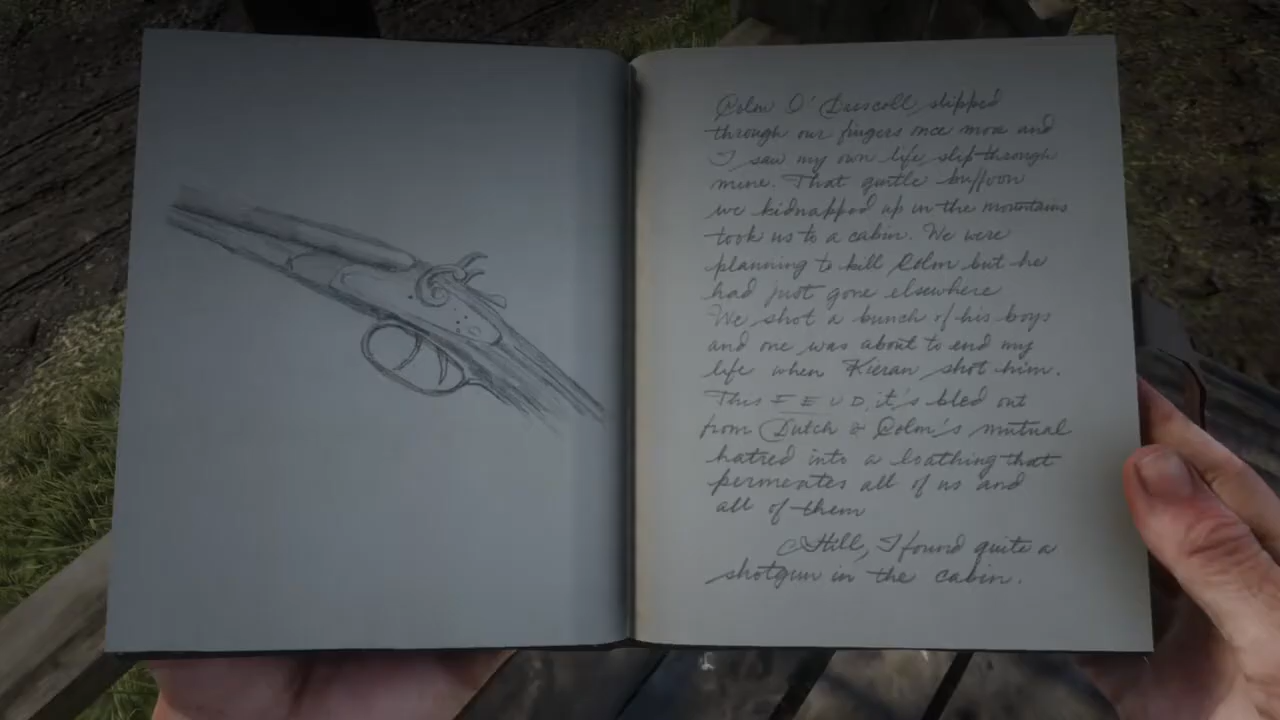 Colm O'Driscoll slipped
through our fingers once more and
I saw my own life slip through
mine. That gentle buffoon
we kidnapped up in the mountains
took us to a cabin. We were
planning to kill Colm but he
had just gone elsewhere
We shot a bunch of his boys
and one was about to end my
life when Kieran shot him.
This FEUD, it's bled out
from Dutch & Colm's mutual
hatred into a loathing that
permeates all of us and
all of them
Still, I found quite a
shotgun in the cabin.